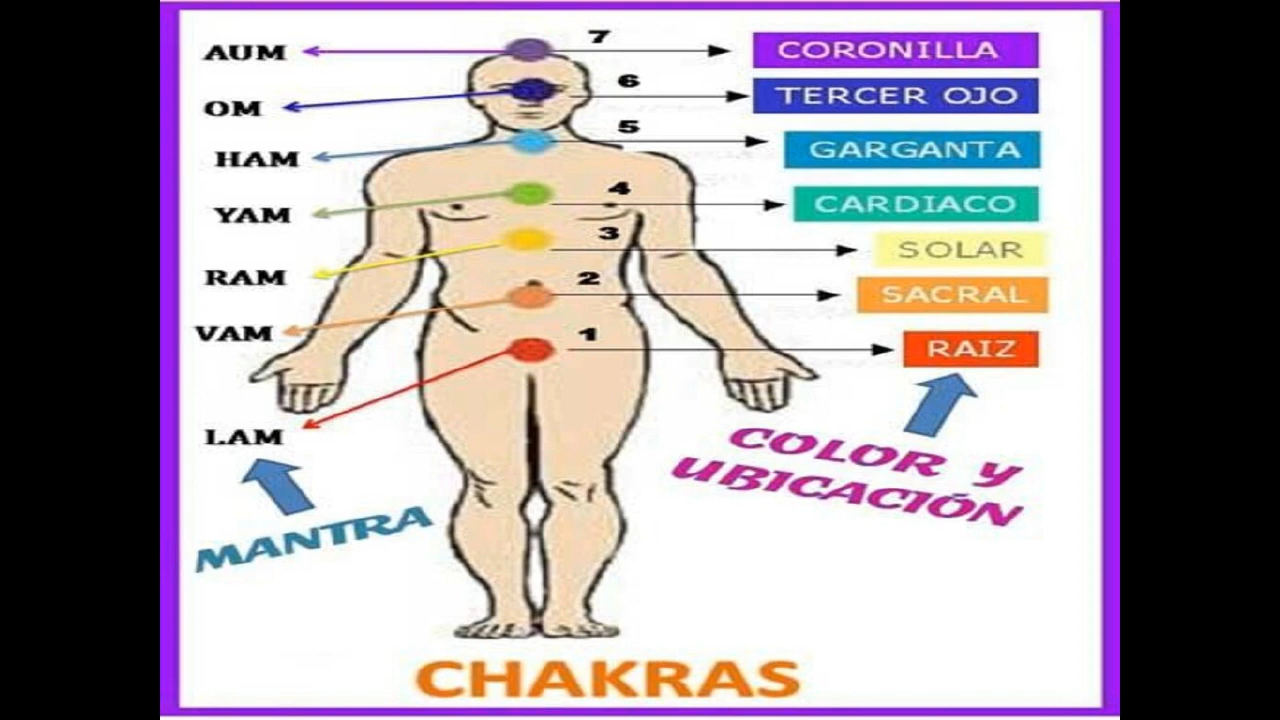 7
AUM
CORONILLA
6
OM
TERCER OJO
5
HAM
GARGANTA
4
YAM
CARDIACO
3
RAM
SOLAR
2
VAM
SACRAL
1
RAIZ
LAM
COLOR Y
UBICACIÓN
MANTRA
CHAKRAS